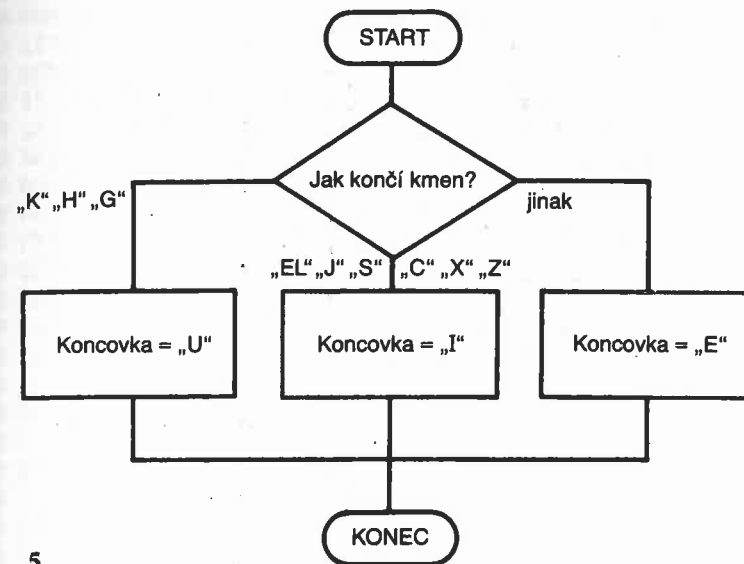 START
Jak končí kmen?
„K“ „H“ „G“
jinak
„EL“ „J“ „S“ „C“ „X“ „Z“
Koncovka = „U“
Koncovka = „I“
Koncovka = „E“
KONEC
5